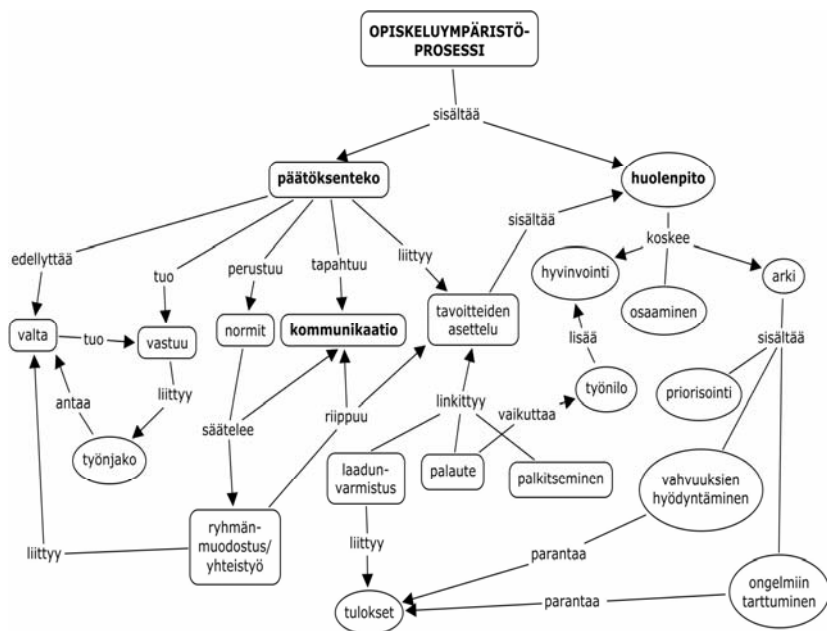 OPISKELUYMPÄRISTÖ-
PROSESSI
sisältää
päätöksenteko
huolenpito
sisältää
koskee
edellyttää
tuo
perustuu
tapahtuu
liittyy
hyvinvointi
arki
osaaminen
valta
tuo
vastuu
normit
kommunikaatio
tavoitteiden
asettelu
sisältää
lisää
liittyy
antaa
työnilo
priorisointi
säätelee
riippuu
linkittyy
vaikuttaa
työnjako
laadun-
varmistus
palaute
palkitseminen
vahvuuksien
hyödyntäminen
ryhmän-
muodostus/
yhteistyö
liittyy
liittyy
parantaa
ongelmiin
tarttuminen
tulokset
parantaa